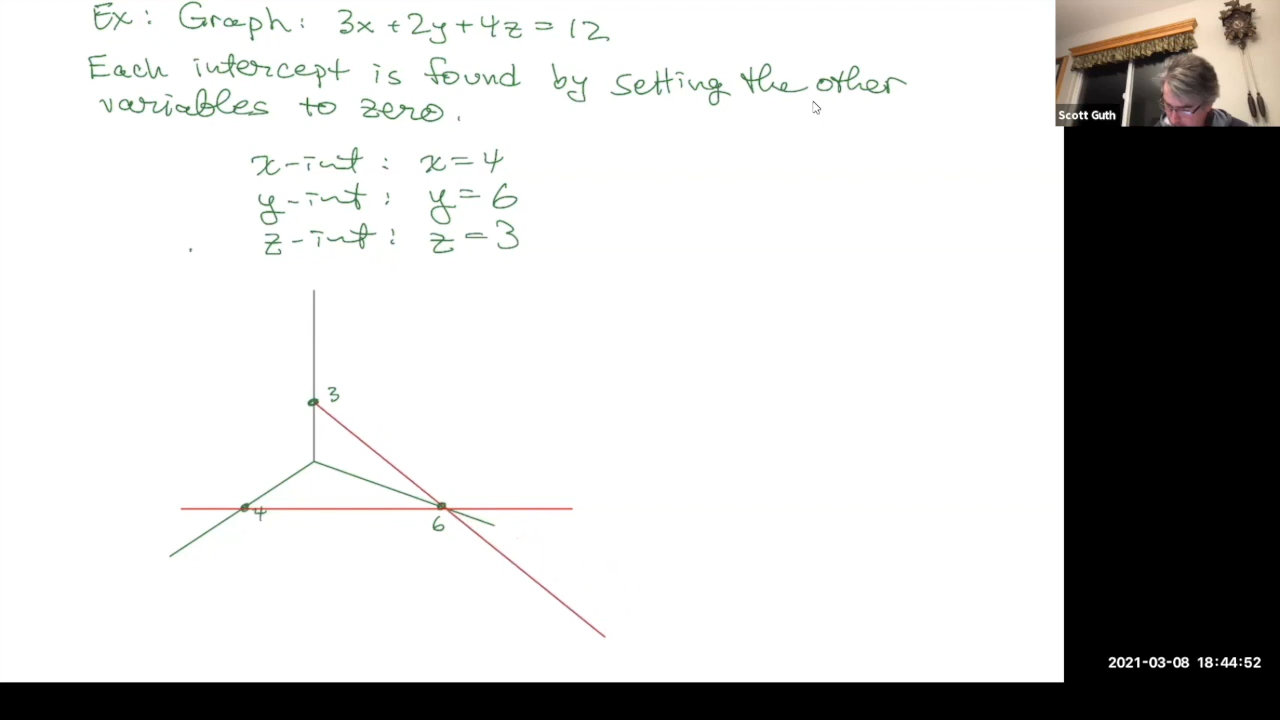 Ex: Graph: 3x+2y+4z=12
Each intercept is found by setting the other
variables to zero.
x-int: x=4
y-int: y=6
z-int: z=3
3
4
6
Scott Guth
2021-03-08 18:44:52